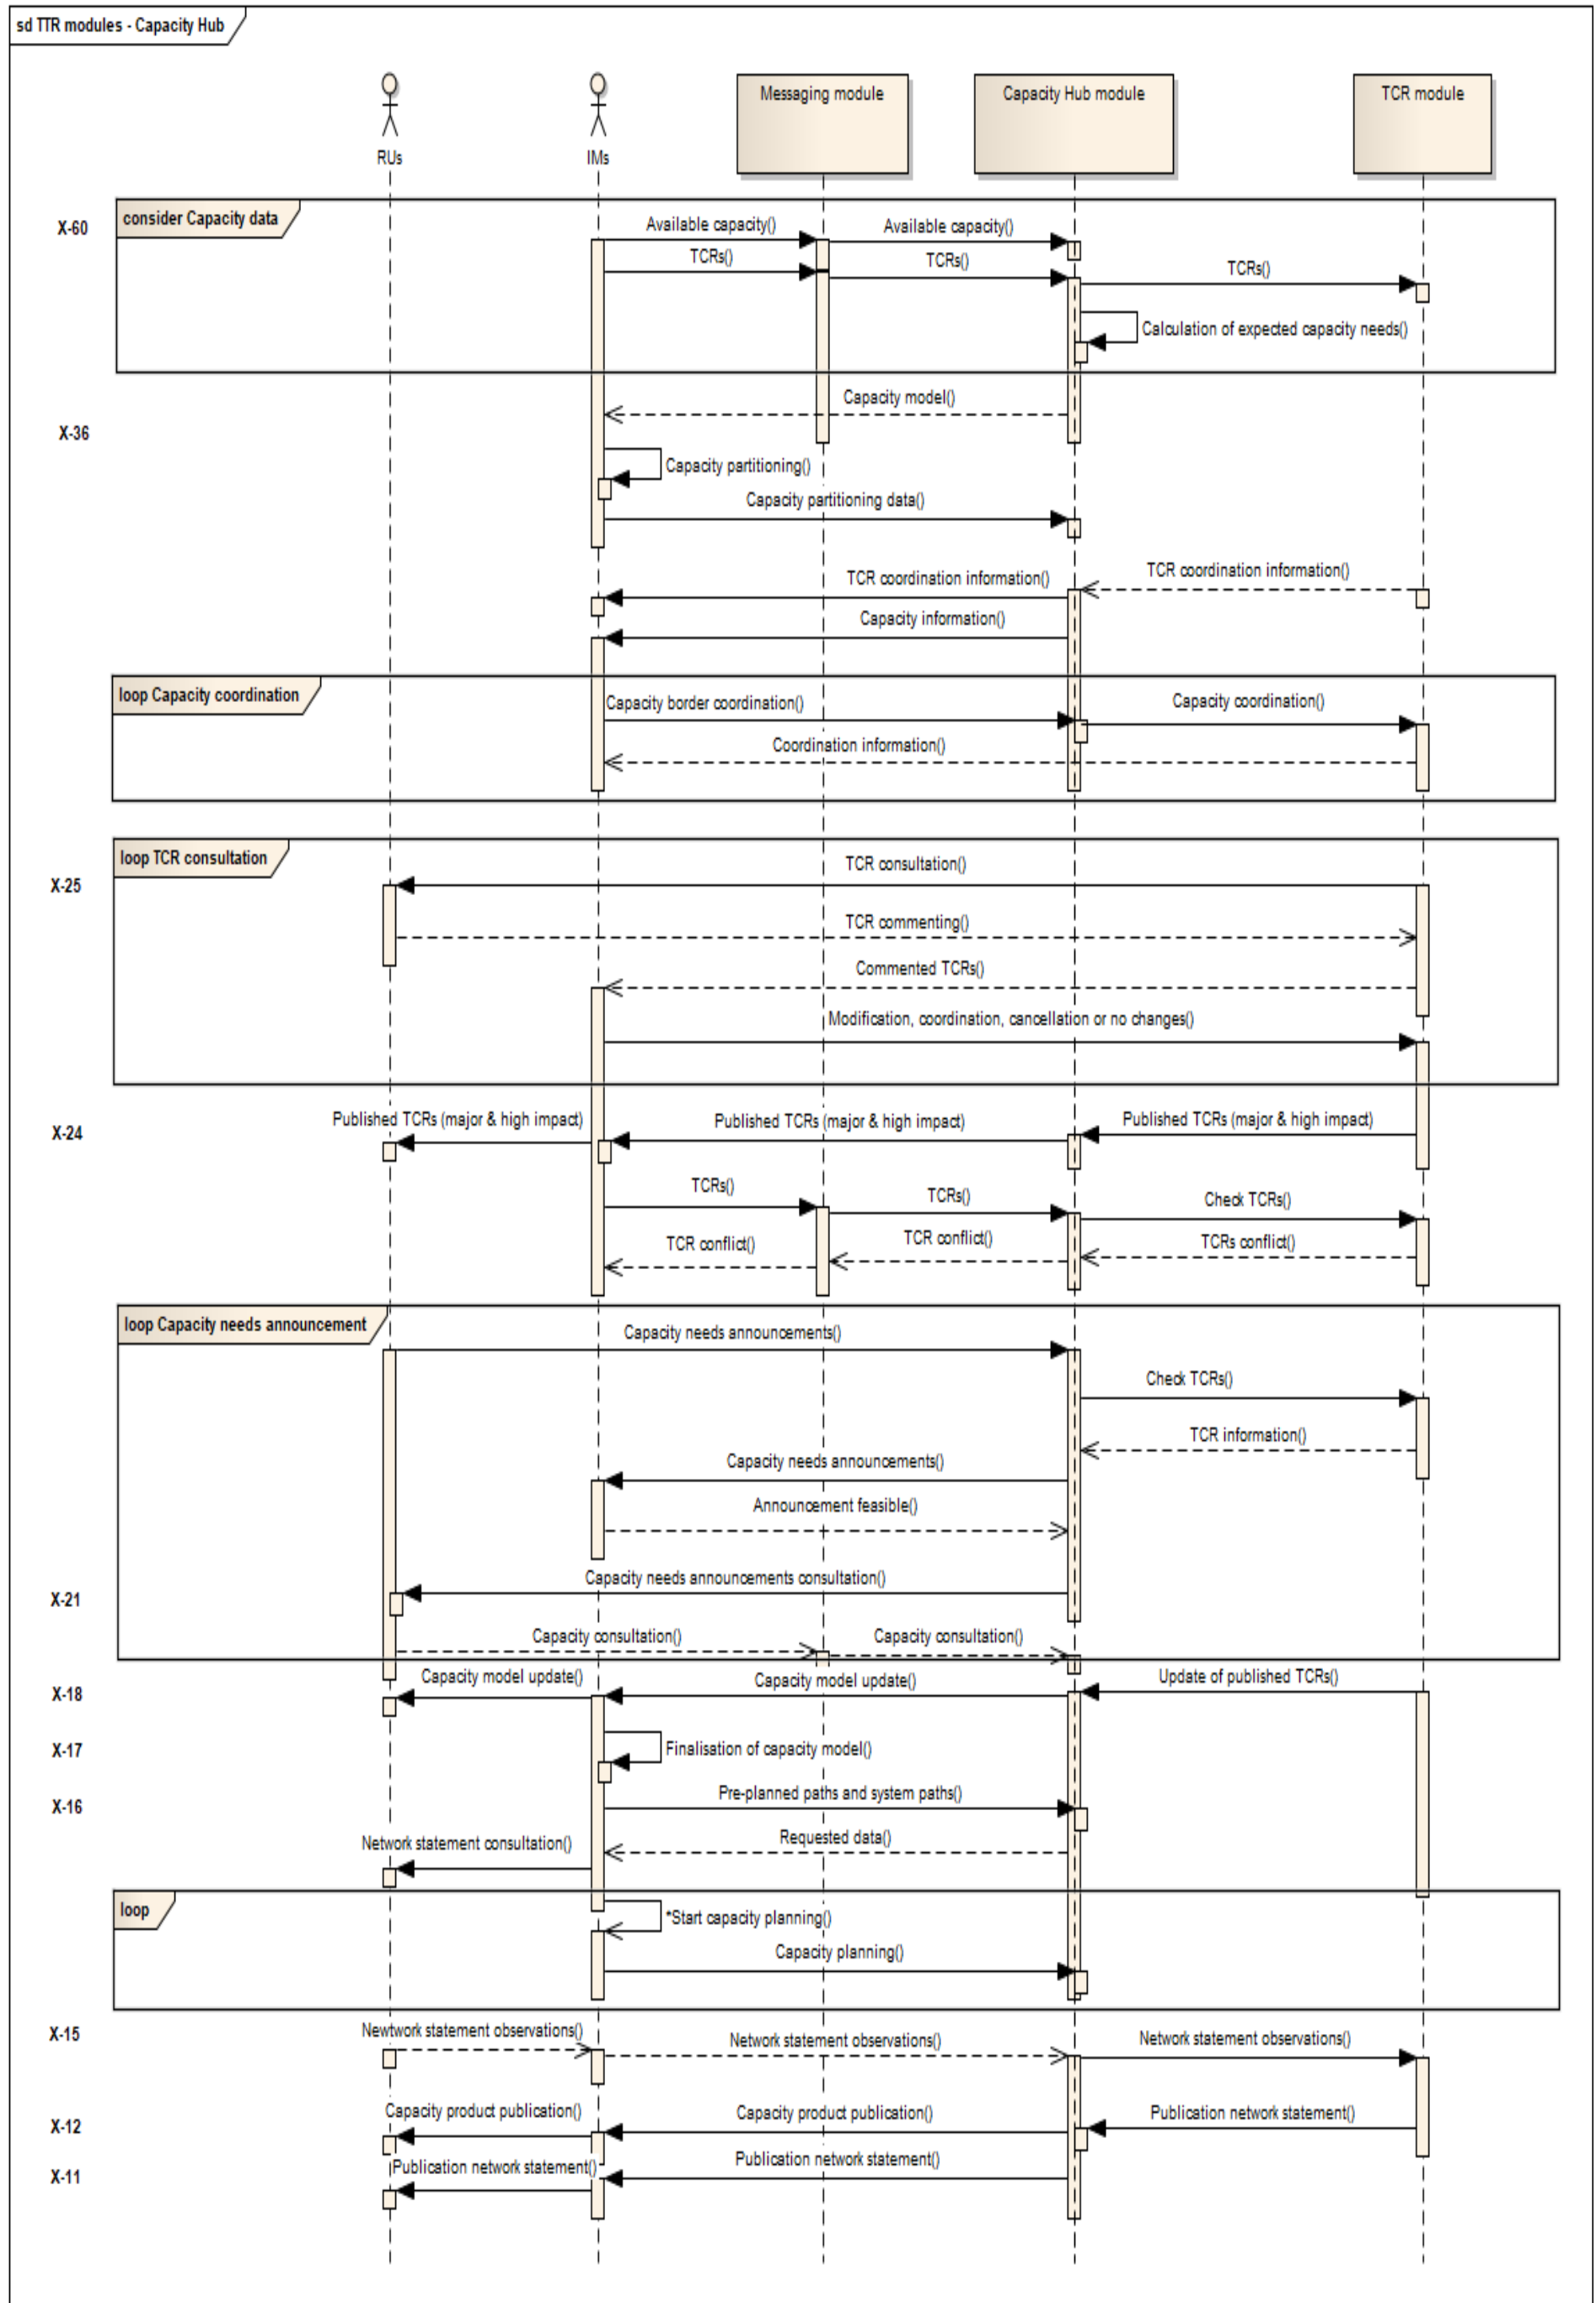 sd TTR modules - Capacity Hub
RUs
IMs
Messaging module
Capacity Hub module
TCR module
consider Capacity data
X-60
Available capacity()
Available capacity()
TCRs()
TCRs()
TCRs()
Calculation of expected capacity needs()
Capacity model()
X-36
Capacity partitioning()
Capacity partitioning data()
TCR coordination information()
TCR coordination information()
Capacity information()
loop Capacity coordination
Capacity border coordination()
Capacity coordination()
Coordination information()
loop TCR consultation
TCR consultation()
X-25
TCR commenting()
Commented TCRs()
Modification, coordination, cancellation or no changes()
X-24
Published TCRs (major & high impact)
Published TCRs (major & high impact)
Published TCRs (major & high impact)
TCRs()
TCRs()
Check TCRs()
TCR conflict()
TCR conflict()
TCRs conflict()
loop Capacity needs announcement
Capacity needs announcements()
Check TCRs()
TCR information()
Capacity needs announcements()
Announcement feasible()
Capacity needs announcements consultation()
X-21
Capacity consultation()
Capacity consultation()
X-18
Capacity model update()
Capacity model update()
Update of published TCRs()
X-17
Finalisation of capacity model()
X-16
Pre-planned paths and system paths()
Requested data()
Network statement consultation()
loop
*Start capacity planning()
Capacity planning()
X-15
Newtwork statement observations()
Network statement observations()
Network statement observations()
X-12
Capacity product publication()
Capacity product publication()
Publication network statement()
X-11
Publication network statement()
Publication network statement()